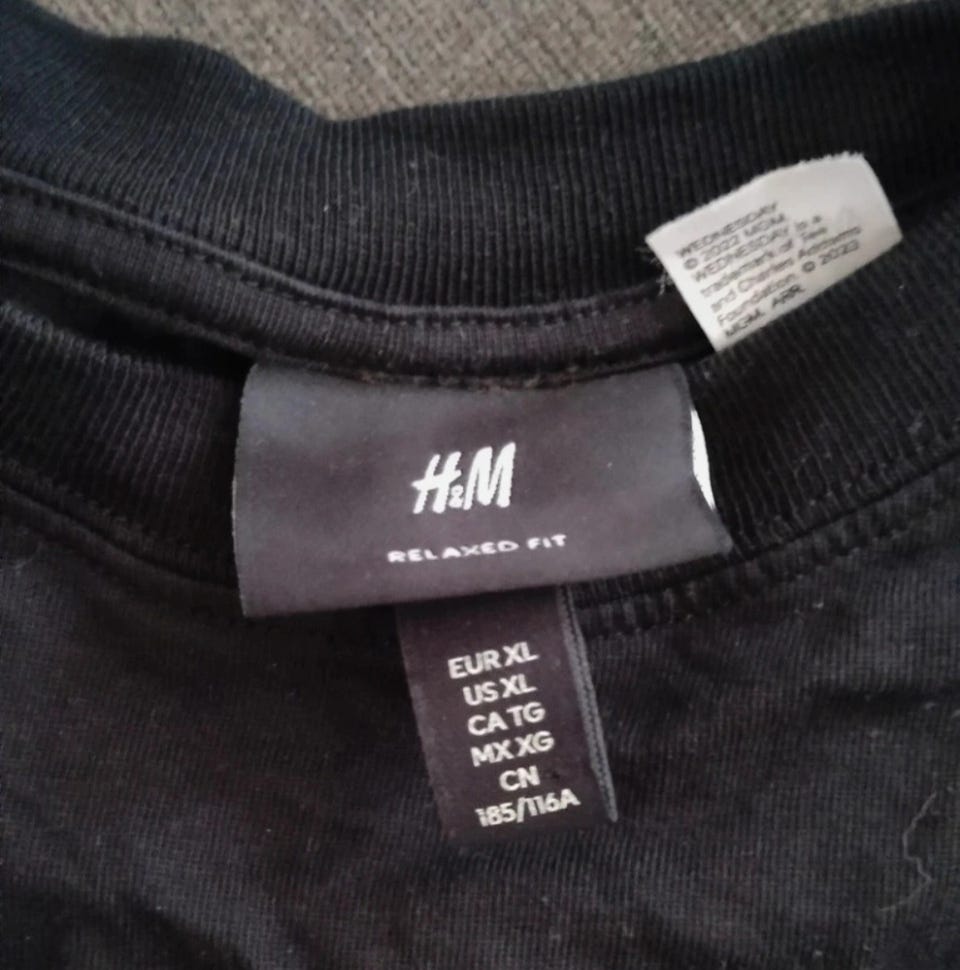 WEDNESDAY
© 2022 MGM.
WEDNESDAY is a
trademark of Tee
and Charles Addams
Foundation. © 2022
MGM. ARR.
H&M
RELAXED FIT
EUR XL
US XL
CA TG
MX XG
CN
185/116A